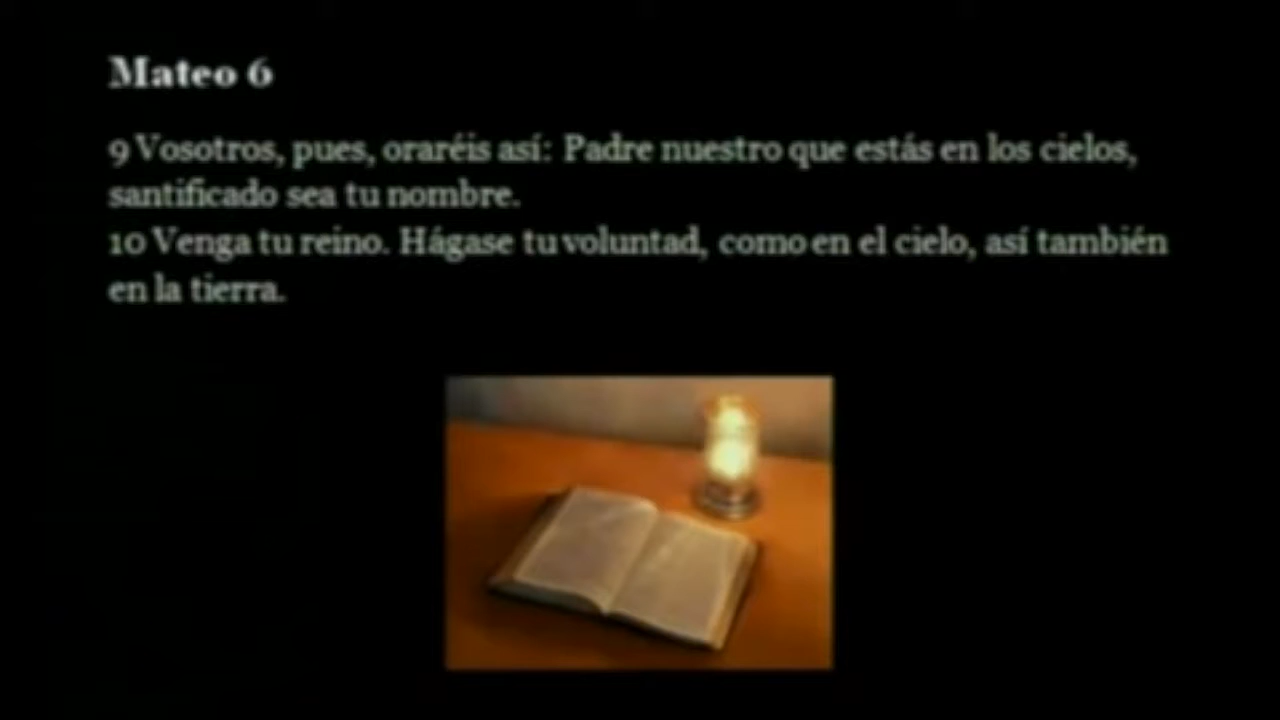 Mateo 6
9 Vosotros, pues, oraréis así: Padre nuestro que estás en los cielos,
santificado sea tu nombre.
10 Venga tu reino. Hágase tu voluntad, como en el cielo, así también
en la tierra.